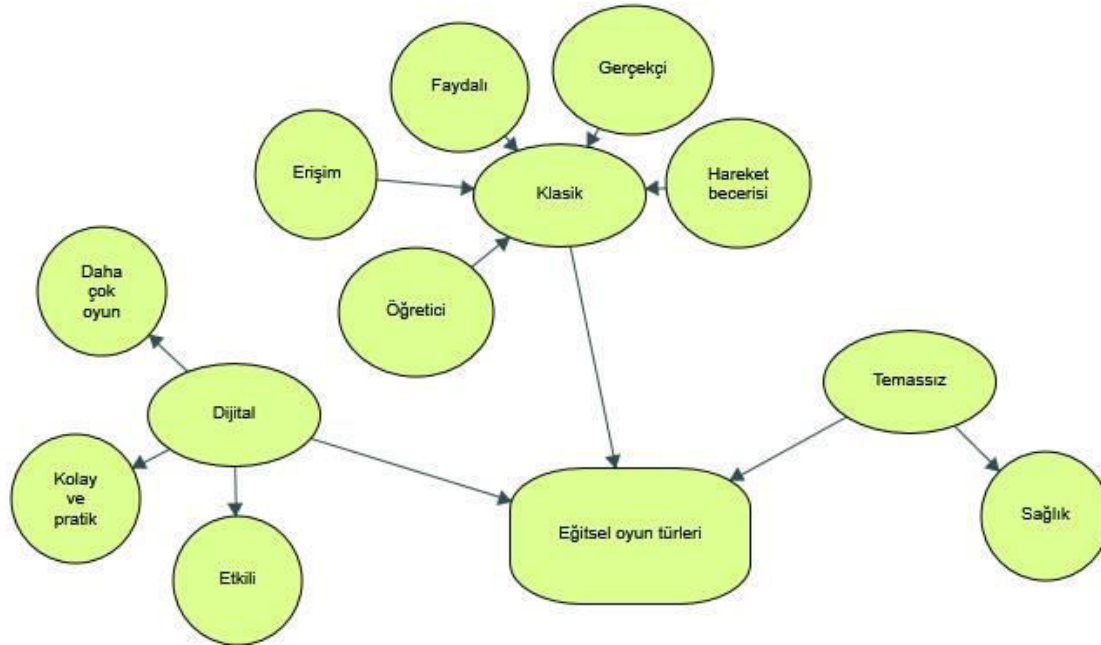 Faydalı
Gerçekçi
Erişim
Klasik
Hareket
becerisi
Öğretici
Daha
çok
oyun
Dijital
Temassız
Kolay
ve
pratik
Etkili
Eğitsel oyun türleri
Sağlık